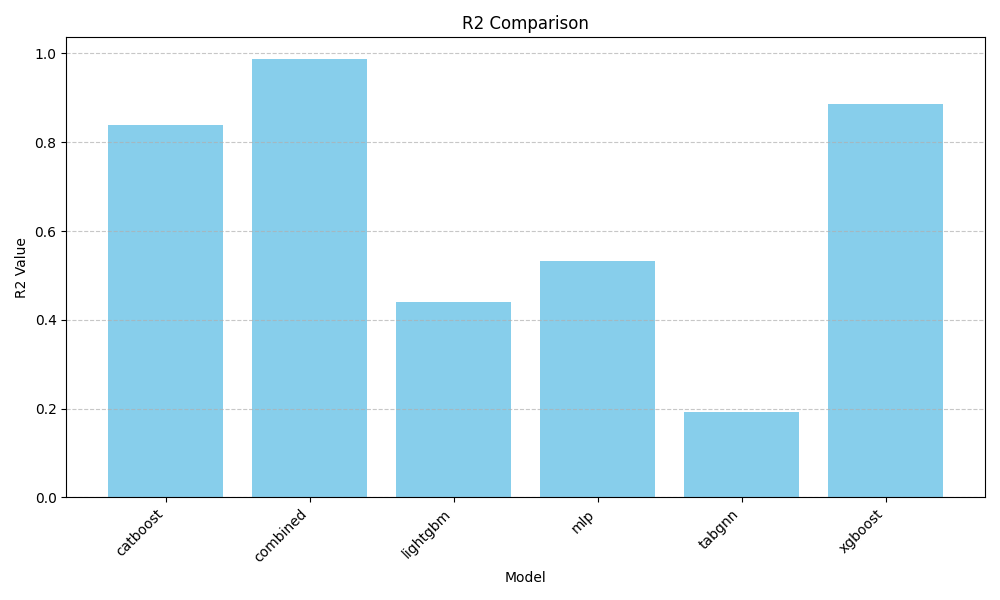 R2 Comparison
R2 Value
1.0
0.8
0.6
0.4
0.2
0.0
catboost
combined
lightgbm
mlp
tabgnn
xgboost
Model